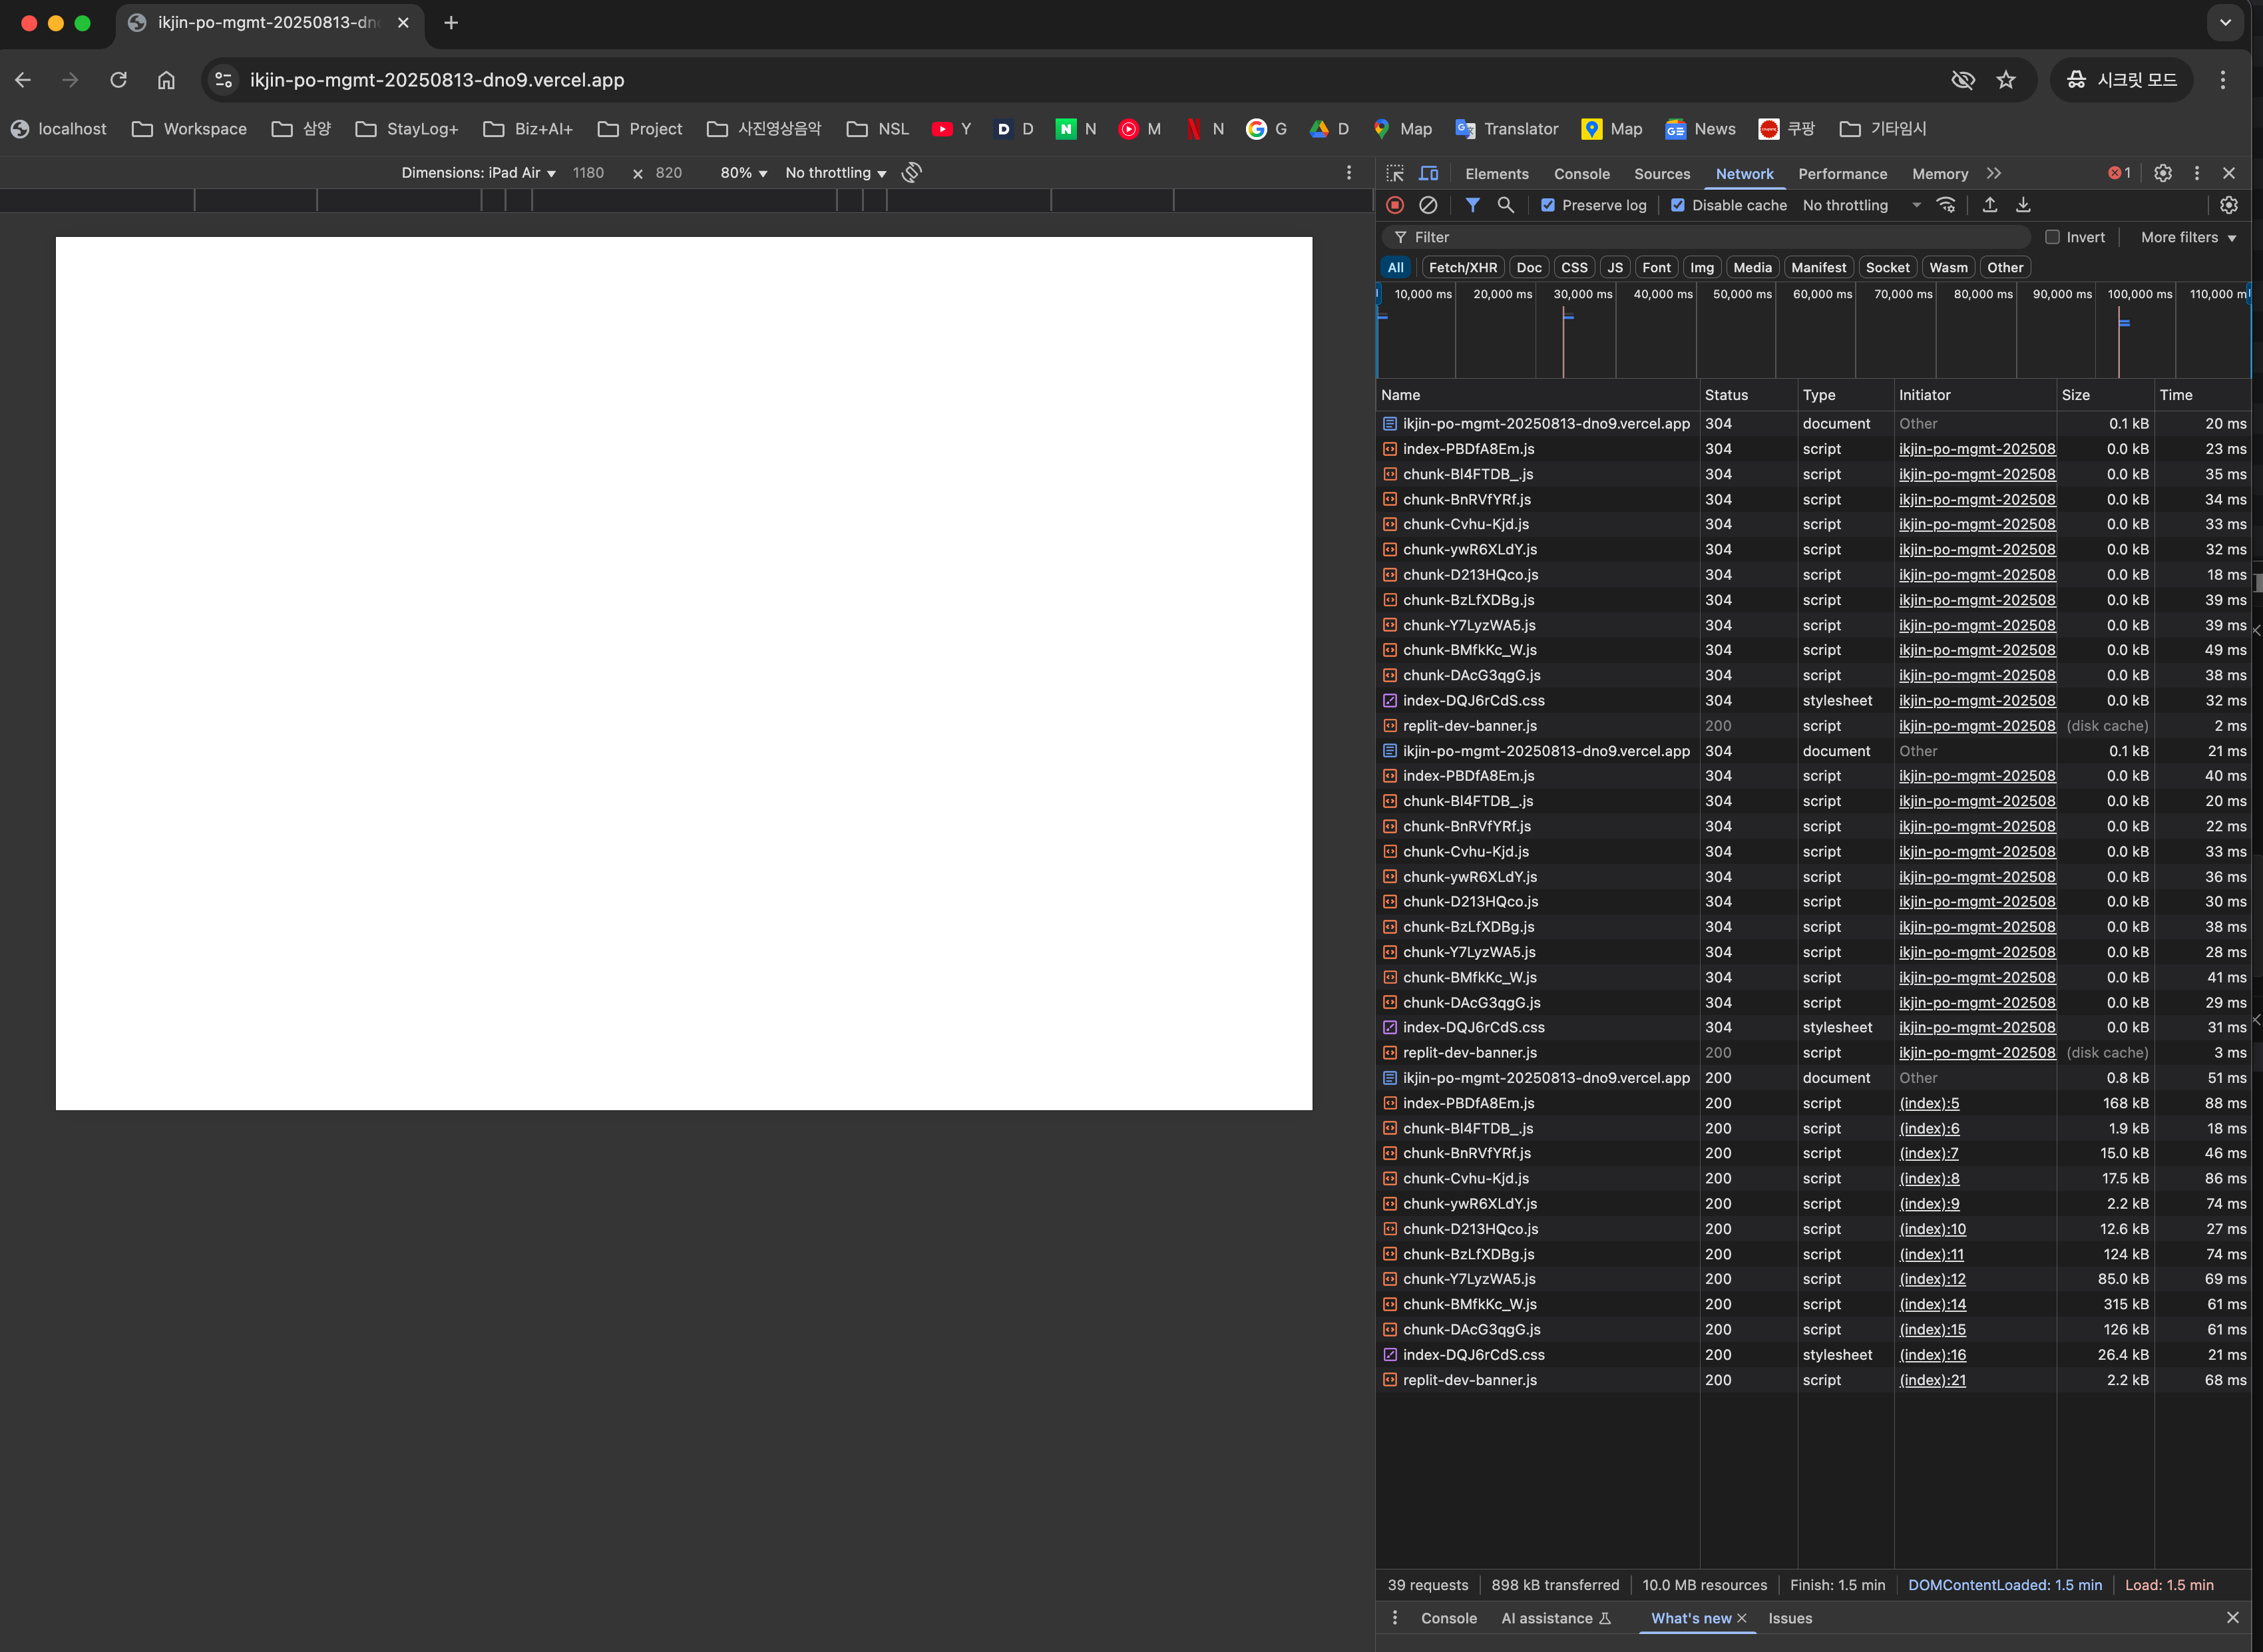 ikjin-po-mgmt-20250813-dno
ikjin-po-mgmt-20250813-dno9.vercel.app
시크릿 모드
localhost Workspace 삼양 StayLog+ Biz+AI+ Project 사진영상음악 NSL Y D D N N M N G D Map Translator Map GE News 쿠팡 기타임시
Dimensions: iPad Air 1180 × 820 80% No throttling
Elements Console Sources Network Performance Memory 1
Preserve log Disable cache No throttling
Filter Invert More filters
All Fetch/XHR Doc CSS JS Font Img Media Manifest Socket Wasm Other
10,000 ms 20,000 ms 30,000 ms 40,000 ms 50,000 ms 60,000 ms 70,000 ms 80,000 ms 90,000 ms 100,000 ms 110,000 m
Name Status Type Initiator Size Time
ikjin-po-mgmt-20250813-dno9.vercel.app 304 document Other 0.1 kB 20 ms
index-PBDfA8Em.js 304 script ikjin-po-mgmt-202508 0.0 kB 23 ms
chunk-Bl4FTDB_.js 304 script ikjin-po-mgmt-202508 0.0 kB 35 ms
chunk-BnRVfYRf.js 304 script ikjin-po-mgmt-202508 0.0 kB 34 ms
chunk-Cvhu-Kjd.js 304 script ikjin-po-mgmt-202508 0.0 kB 33 ms
chunk-ywR6XLdY.js 304 script ikjin-po-mgmt-202508 0.0 kB 32 ms
chunk-D213HQco.js 304 script ikjin-po-mgmt-202508 0.0 kB 18 ms
chunk-BzLfXDBg.js 304 script ikjin-po-mgmt-202508 0.0 kB 39 ms
chunk-Y7LyzWA5.js 304 script ikjin-po-mgmt-202508 0.0 kB 39 ms
chunk-BMfkKc_W.js 304 script ikjin-po-mgmt-202508 0.0 kB 49 ms
chunk-DAcG3qgG.js 304 script ikjin-po-mgmt-202508 0.0 kB 38 ms
index-DQJ6rCdS.css 304 stylesheet ikjin-po-mgmt-202508 0.0 kB 32 ms
replit-dev-banner.js 200 script ikjin-po-mgmt-202508 (disk cache) 2 ms
ikjin-po-mgmt-20250813-dno9.vercel.app 304 document Other 0.1 kB 21 ms
index-PBDfA8Em.js 304 script ikjin-po-mgmt-202508 0.0 kB 40 ms
chunk-Bl4FTDB_.js 304 script ikjin-po-mgmt-202508 0.0 kB 20 ms
chunk-BnRVfYRf.js 304 script ikjin-po-mgmt-202508 0.0 kB 22 ms
chunk-Cvhu-Kjd.js 304 script ikjin-po-mgmt-202508 0.0 kB 33 ms
chunk-ywR6XLdY.js 304 script ikjin-po-mgmt-202508 0.0 kB 36 ms
chunk-D213HQco.js 304 script ikjin-po-mgmt-202508 0.0 kB 30 ms
chunk-BzLfXDBg.js 304 script ikjin-po-mgmt-202508 0.0 kB 38 ms
chunk-Y7LyzWA5.js 304 script ikjin-po-mgmt-202508 0.0 kB 28 ms
chunk-BMfkKc_W.js 304 script ikjin-po-mgmt-202508 0.0 kB 41 ms
chunk-DAcG3qgG.js 304 script ikjin-po-mgmt-202508 0.0 kB 29 ms
index-DQJ6rCdS.css 304 stylesheet ikjin-po-mgmt-202508 0.0 kB 31 ms
replit-dev-banner.js 200 script ikjin-po-mgmt-202508 (disk cache) 3 ms
ikjin-po-mgmt-20250813-dno9.vercel.app 200 document Other 0.8 kB 51 ms
index-PBDfA8Em.js 200 script (index):5 168 kB 88 ms
chunk-Bl4FTDB_.js 200 script (index):6 1.9 kB 18 ms
chunk-BnRVfYRf.js 200 script (index):7 15.0 kB 46 ms
chunk-Cvhu-Kjd.js 200 script (index):8 17.5 kB 86 ms
chunk-ywR6XLdY.js 200 script (index):9 2.2 kB 74 ms
chunk-D213HQco.js 200 script (index):10 12.6 kB 27 ms
chunk-BzLfXDBg.js 200 script (index):11 124 kB 74 ms
chunk-Y7LyzWA5.js 200 script (index):12 85.0 kB 69 ms
chunk-BMfkKc_W.js 200 script (index):14 315 kB 61 ms
chunk-DAcG3qgG.js 200 script (index):15 126 kB 61 ms
index-DQJ6rCdS.css 200 stylesheet (index):16 26.4 kB 21 ms
replit-dev-banner.js 200 script (index):21 2.2 kB 68 ms
39 requests 898 kB transferred 10.0 MB resources Finish: 1.5 min DOMContentLoaded: 1.5 min Load: 1.5 min
Console AI assistance What's new Issues